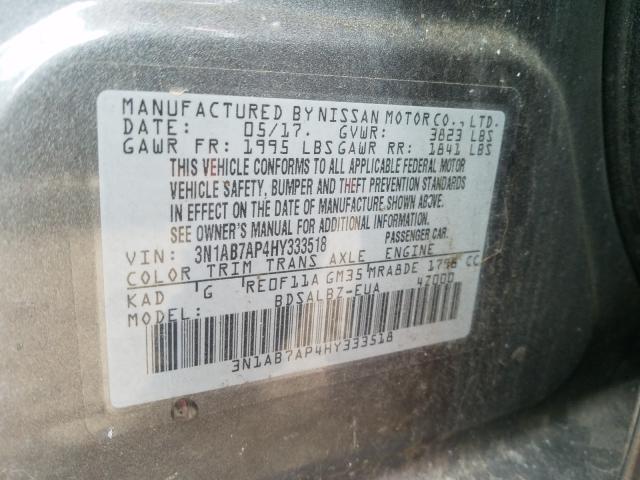 MANUFACTURED BY NISSAN MOTOR CO., LTD.
DATE: 05/17. GVWR: 3823 LBS
GAWR FR: 1995 LBS GAWR RR: 1841 LBS
THIS VEHICLE CONFORMS TO ALL APPLICABLE FEDERAL MOTOR
VEHICLE SAFETY, BUMPER AND THEFT PREVENTION STANDARDS
IN EFFECT ON THE DATE OF MANUFACTURE SHOWN ABOVE.
SEE OWNER'S MANUAL FOR ADDITIONAL INFORMATION.
VIN: 3N1AB7AP4HY333518 PASSENGER CAR.
COLOR TRIM TRANS AXLE ENGINE
KAD G RE0F11A GM35 MRA8DE 1798 CC
MODEL: BDSALBZ-EUA 4Z000
3N1AB7AP4HY333518